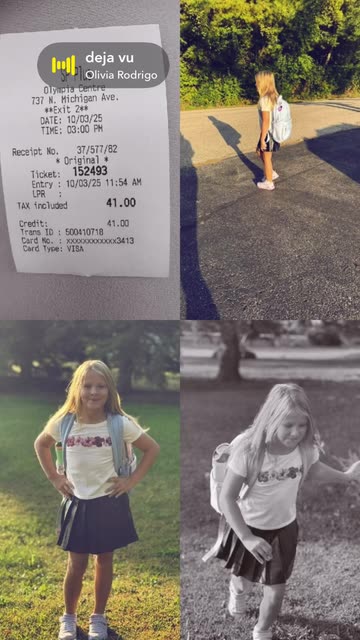 deja vu
Olivia Rodrigo
Olympia Centre
737 N. Michigan Ave.
**Exit 2**
DATE: 10/03/25
TIME: 03:00 PM
Receipt No. 37/577/82
* Original *
Ticket: 152493
Entry : 10/03/25 11:54 AM
LPR :
TAX included 41.00
Credit: 41.00
Trans ID : 500410718
Card No. : xxxxxxxxxxxx3413
Card Type: VISA